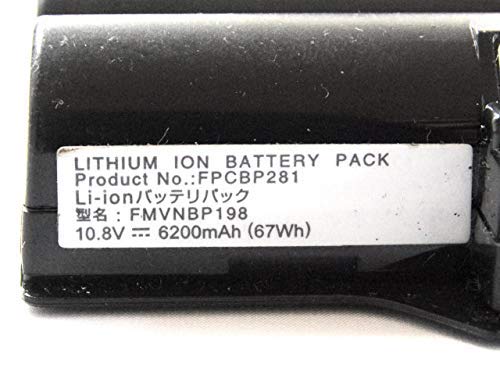 LITHIUM ION BATTERY PACK
Product No.:FPCBP281
Li-ionバッテリパック
型名:FMVNBP198
10.8V ⎓ 6200mAh (67Wh)